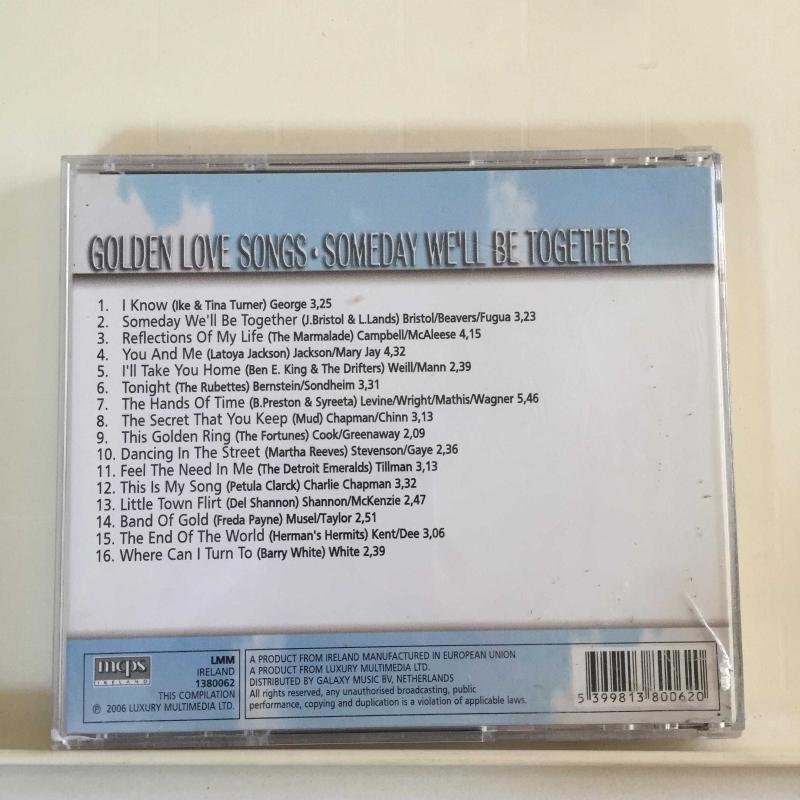 GOLDEN LOVE SONGS · SOMEDAY WE'LL BE TOGETHER
1. I Know (Ike & Tina Turner) George 3,25
2. Someday We'll Be Together (J.Bristol & L.Lands) Bristol/Beavers/Fugua 3,23
3. Reflections Of My Life (The Marmalade) Campbell/McAleese 4,15
4. You And Me (Latoya Jackson) Jackson/Mary Jay 4,32
5. I'll Take You Home (Ben E. King & The Drifters) Weill/Mann 2,39
6. Tonight (The Rubettes) Bernstein/Sondheim 3,31
7. The Hands Of Time (B.Preston & Syreeta) Levine/Wright/Mathis/Wagner 5,46
8. The Secret That You Keep (Mud) Chapman/Chinn 3,13
9. This Golden Ring (The Fortunes) Cook/Greenaway 2,09
10. Dancing In The Street (Martha Reeves) Stevenson/Gaye 2,36
11. Feel The Need In Me (The Detroit Emeralds) Tillman 3,13
12. This Is My Song (Petula Clarck) Charlie Chapman 3,32
13. Little Town Flirt (Del Shannon) Shannon/McKenzie 2,47
14. Band Of Gold (Freda Payne) Musel/Taylor 2,51
15. The End Of The World (Herman's Hermits) Kent/Dee 3,06
16. Where Can I Turn To (Barry White) White 2,39
mcps
IRELAND
LMM
IRELAND
1380062
THIS COMPILATION
℗ 2006 LUXURY MULTIMEDIA LTD.
A PRODUCT FROM IRELAND MANUFACTURED IN EUROPEAN UNION
A PRODUCT FROM LUXURY MULTIMEDIA LTD.
DISTRIBUTED BY GALAXY MUSIC BV, NETHERLANDS
All rights reserved, any unauthorised broadcasting, public
performance, copying and duplication is a violation of applicable laws.
5 399813 800620